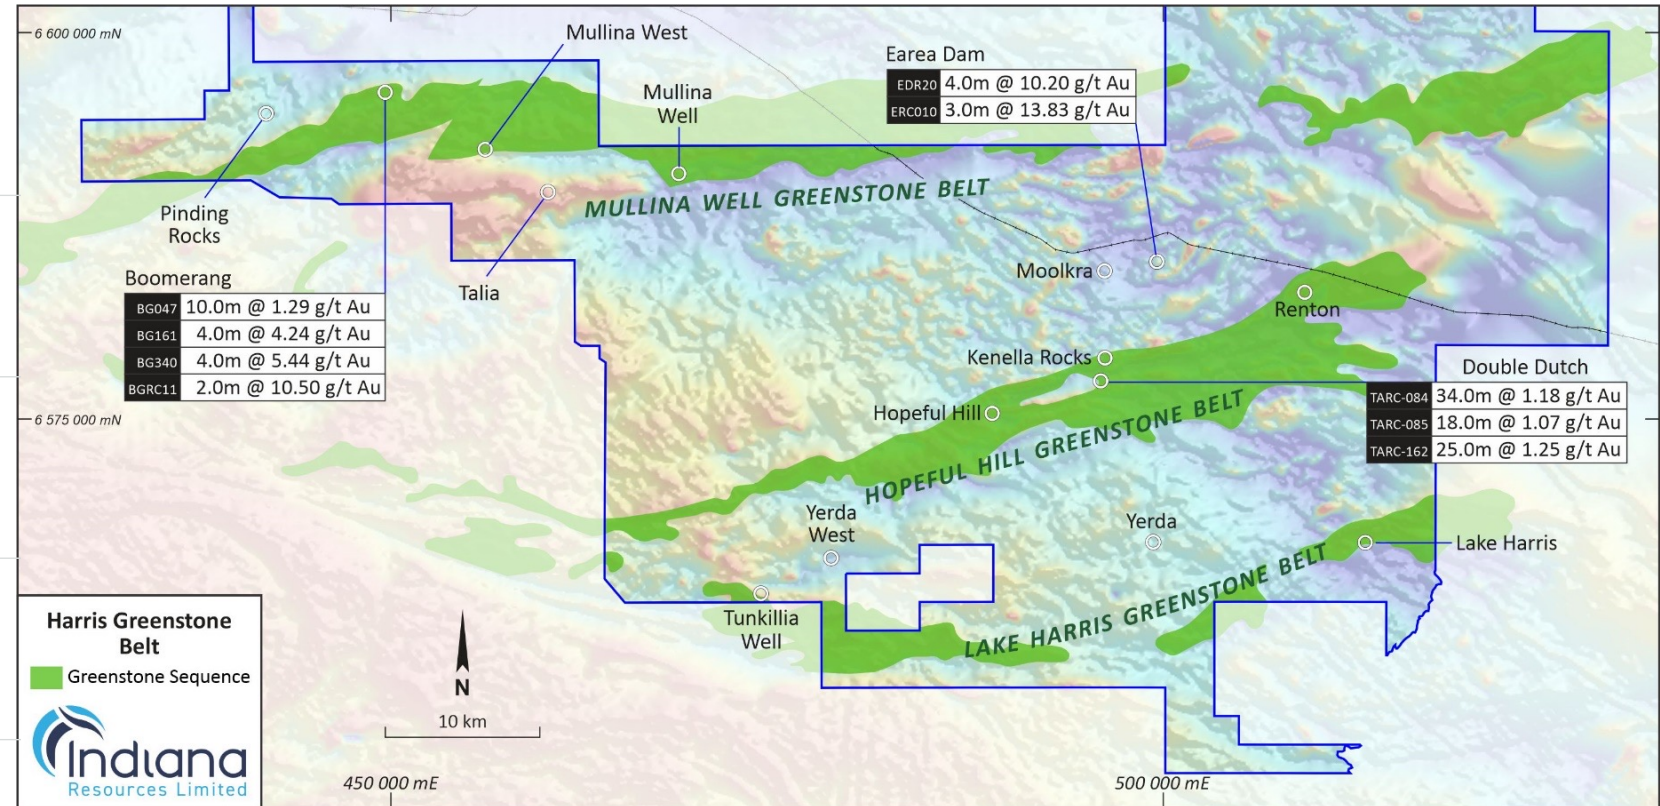 6 600 000 mN
Mullina West
Mullina
Well
Earea Dam
EDR20 4.0m @ 10.20 g/t Au
ERC010 3.0m @ 13.83 g/t Au
MULLINA WELL GREENSTONE BELT
Pinding
Rocks
Talia
Boomerang
BG047 10.0m @ 1.29 g/t Au
BG161 4.0m @ 4.24 g/t Au
BG340 4.0m @ 5.44 g/t Au
BGRC11 2.0m @ 10.50 g/t Au
Moolkra
Renton
Kenella Rocks
Double Dutch
TARC-084 34.0m @ 1.18 g/t Au
TARC-085 18.0m @ 1.07 g/t Au
TARC-162 25.0m @ 1.25 g/t Au
6 575 000 mN
Hopeful Hill
HOPEFUL HILL GREENSTONE BELT
Yerda
West
Yerda
Lake Harris
LAKE HARRIS GREENSTONE BELT
Tunkillia
Well
Harris Greenstone
Belt
Greenstone Sequence
Indiana
Resources Limited
N
10 km
450 000 mE
500 000 mE